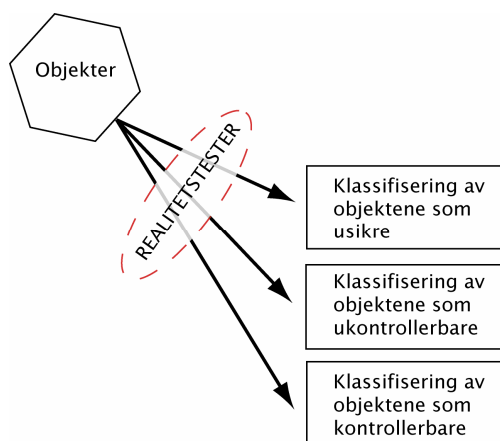 Objekter
REALITETSTESTER
Klassifisering av
objektene som
usikre
Klassifisering av
objektene som
ukontrollerbare
Klassifisering av
objektene som
kontrollerbare